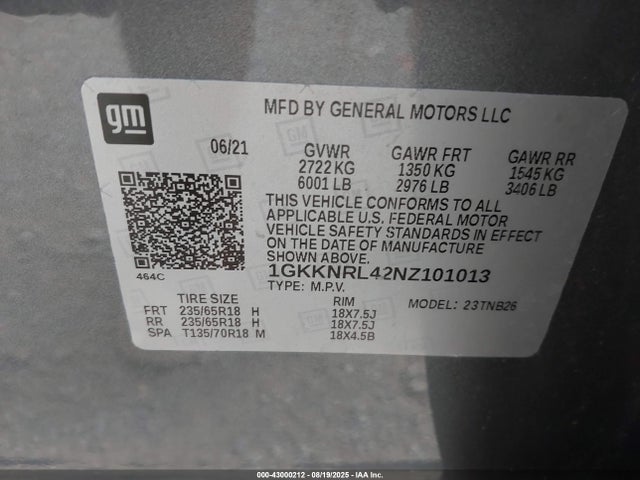 gm
MFD BY GENERAL MOTORS LLC
06/21 GVWR GAWR FRT GAWR RR
2722 KG 1350 KG 1545 KG
6001 LB 2976 LB 3406 LB
THIS VEHICLE CONFORMS TO ALL
APPLICABLE U.S. FEDERAL MOTOR
VEHICLE SAFETY STANDARDS IN EFFECT
ON THE DATE OF MANUFACTURE
SHOWN ABOVE.
464C
1GKKNRL42NZ101013
TYPE: M.P.V. MODEL: 23TNB26
TIRE SIZE RIM
FRT 235/65R18 H 18X7.5J
RR 235/65R18 H 18X7.5J
SPA T135/70R18 M 18X4.5B
000-43000212 - 08/19/2025 - IAA Inc.